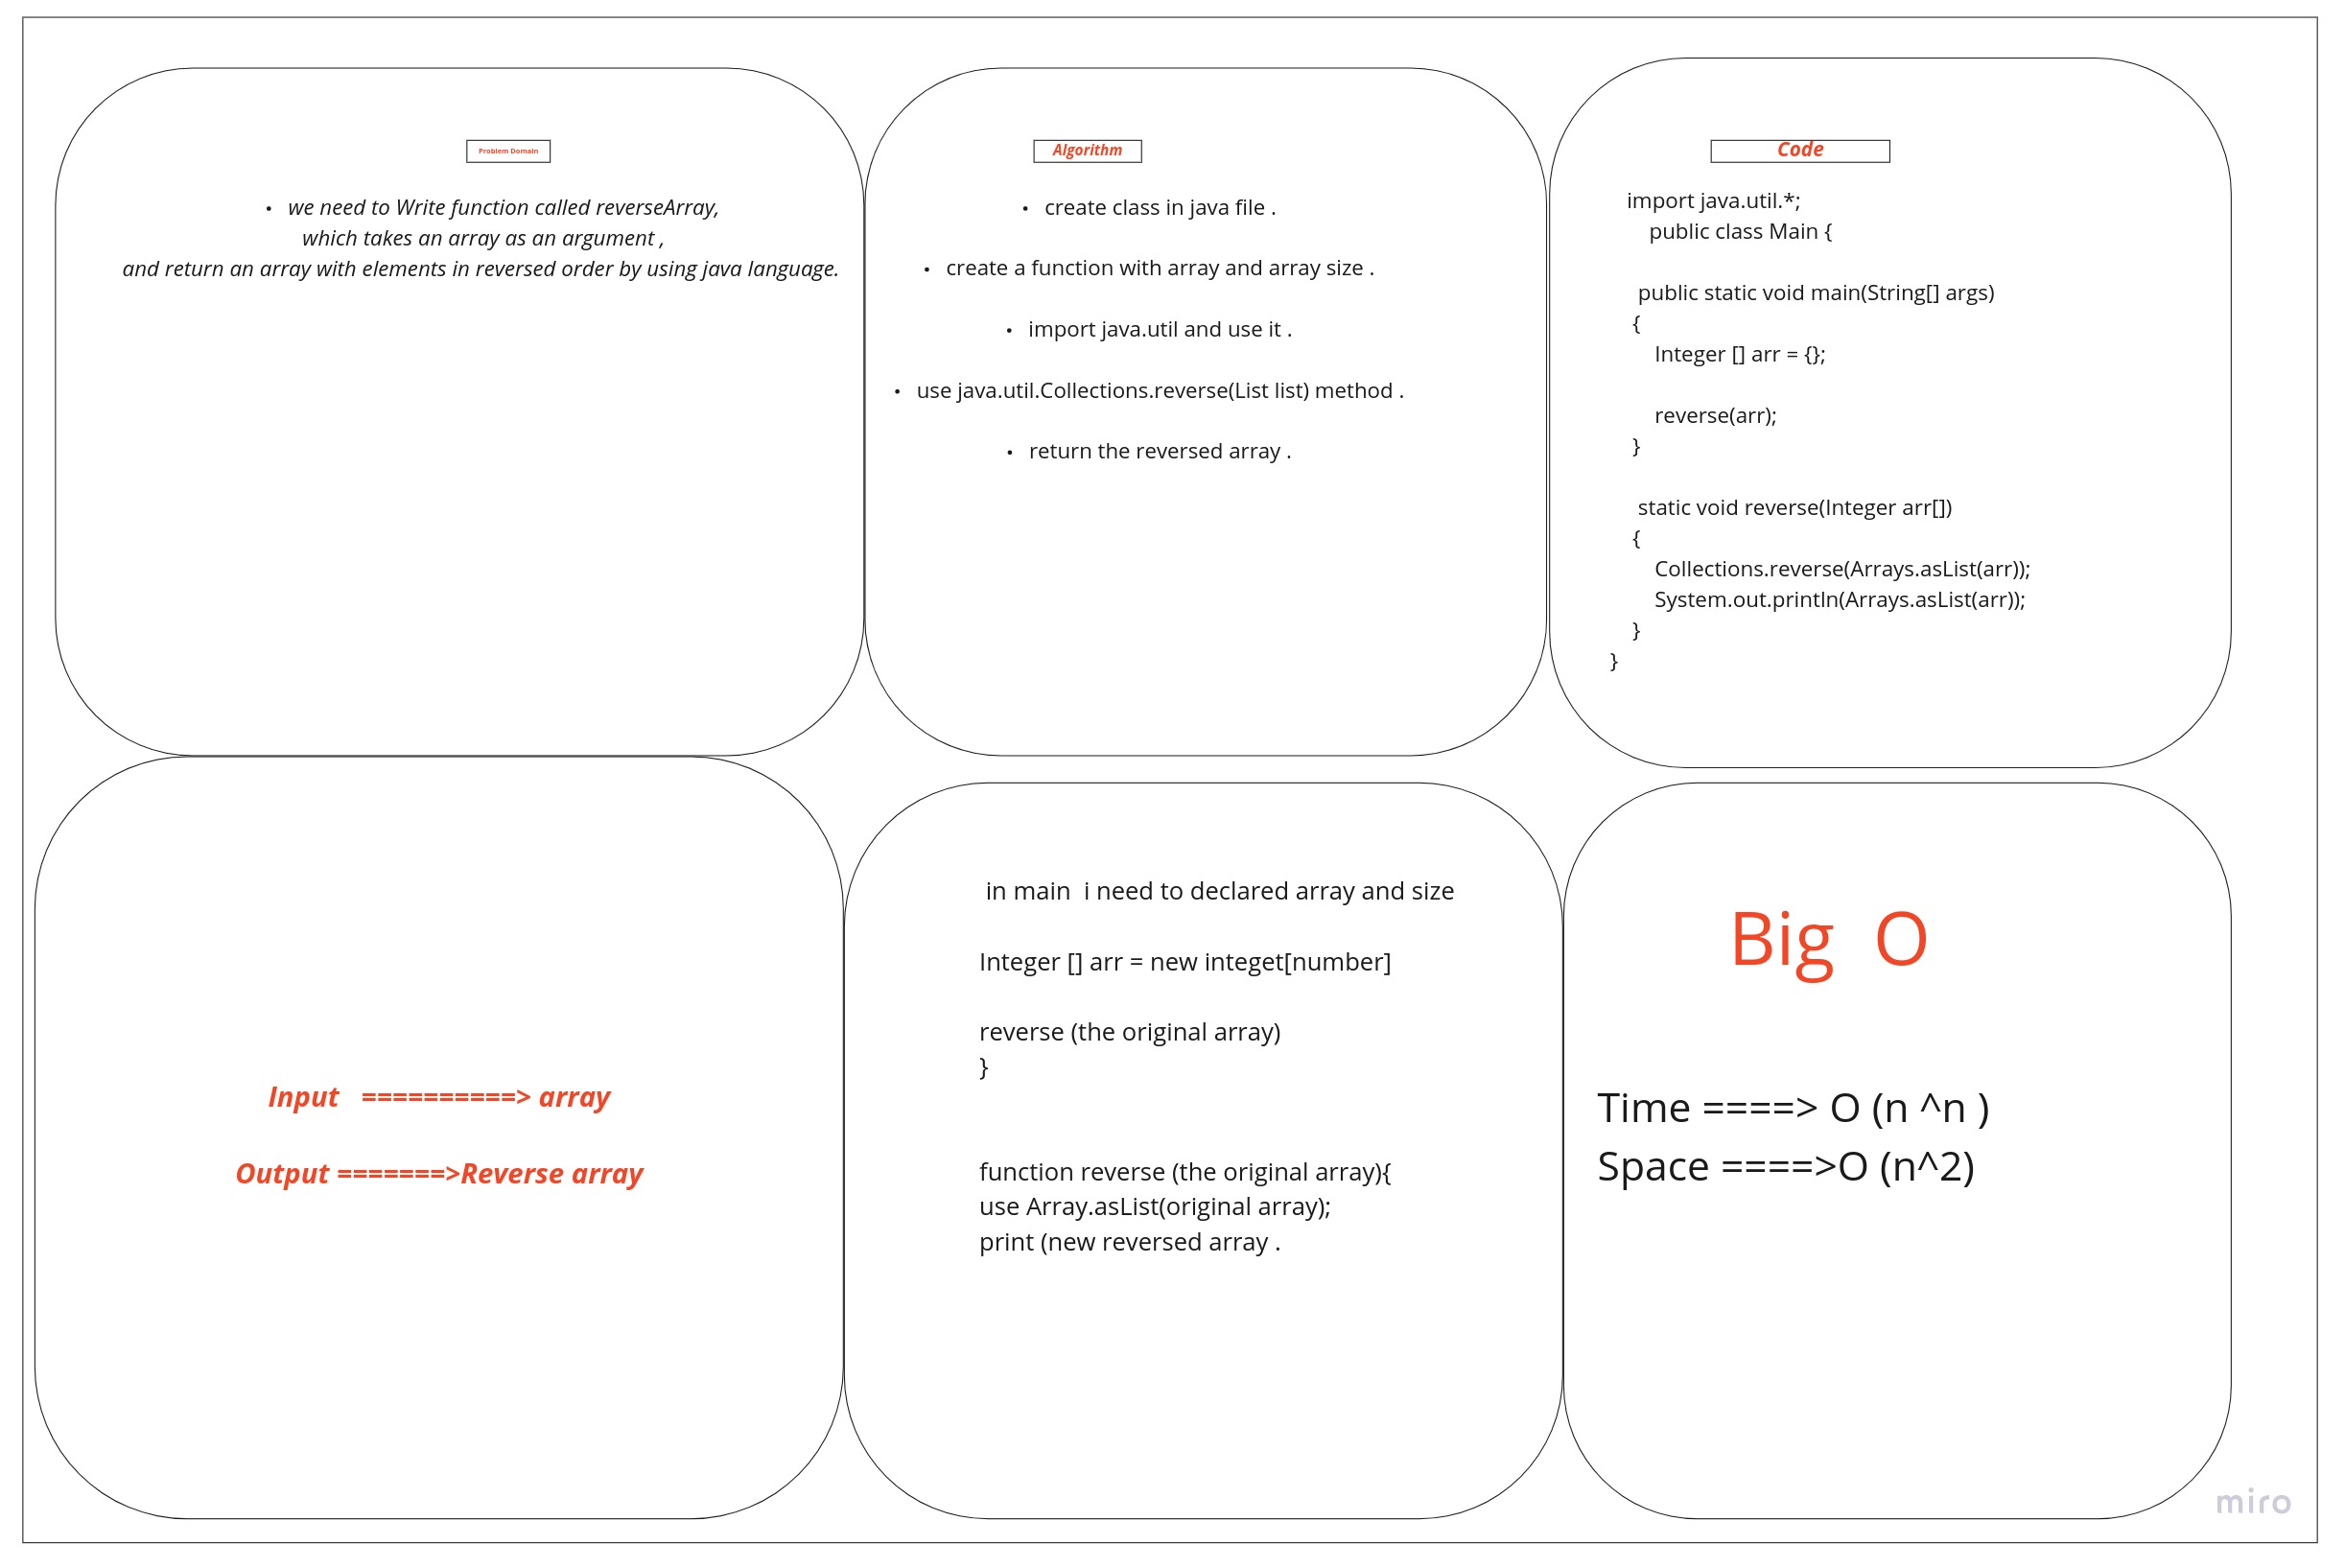 Problem Domain
• we need to Write function called reverseArray,
which takes an array as an argument ,
and return an array with elements in reversed order by using java language.
Algorithm
• create class in java file .
• create a function with array and array size .
• import java.util and use it .
• use java.util.Collections.reverse(List list) method .
• return the reversed array .
Code
import java.util.*;
public class Main {
public static void main(String[] args)
{
Integer [] arr = {};
reverse(arr);
}
static void reverse(Integer arr[])
{
Collections.reverse(Arrays.asList(arr));
System.out.println(Arrays.asList(arr));
}
}
Input ==========> array
Output =======>Reverse array
in main i need to declared array and size
Integer [] arr = new integet[number]
reverse (the original array)
}
function reverse (the original array){
use Array.asList(original array);
print (new reversed array .
Big O
Time ====> O (n ^n )
Space ====>O (n^2)
miro